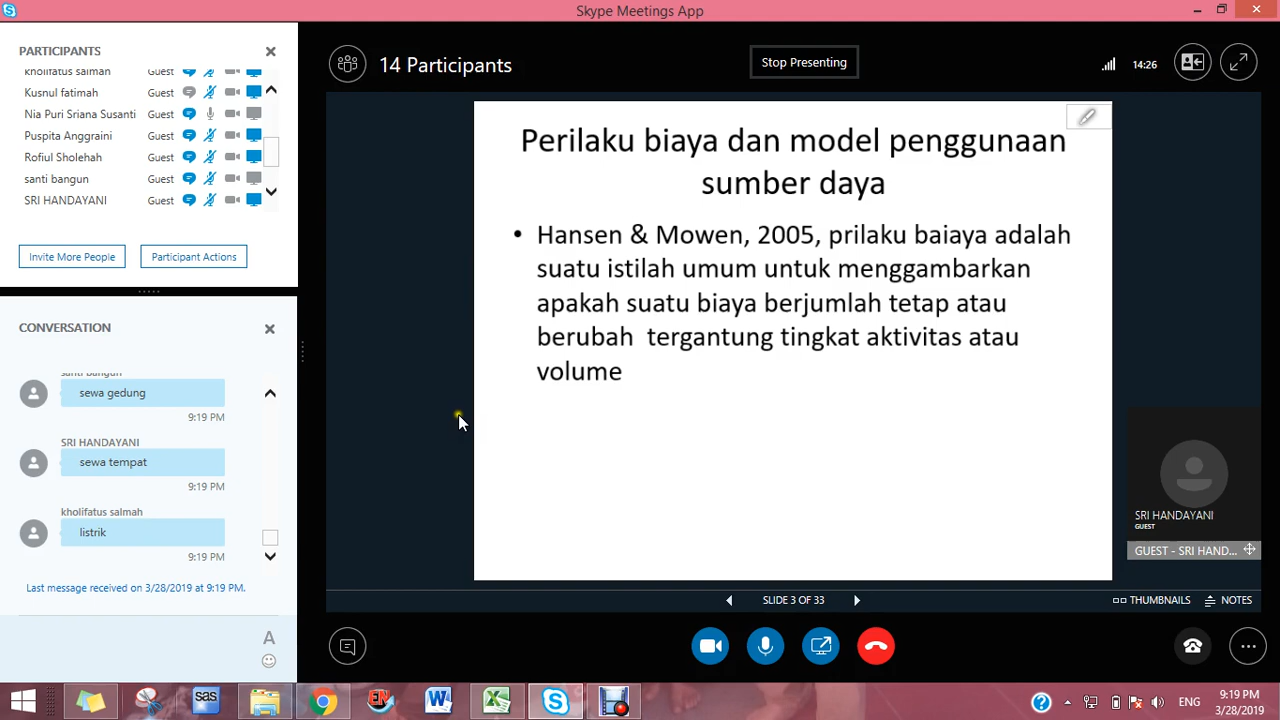 Skype Meetings App
PARTICIPANTS
kholifatus salman Guest
Kusnul fatimah Guest
Nia Puri Sriana Susanti Guest
Puspita Anggraini Guest
Rofiul Sholehah Guest
santi bangun Guest
SRI HANDAYANI Guest
Invite More People
Participant Actions
CONVERSATION
santi bangun
sewa gedung
9:19 PM
SRI HANDAYANI
sewa tempat
9:19 PM
kholifatus salmah
listrik
9:19 PM
Last message received on 3/28/2019 at 9:19 PM.
A
14 Participants
Stop Presenting
14:26
Perilaku biaya dan model penggunaan
sumber daya
• Hansen & Mowen, 2005, prilaku baiaya adalah
suatu istilah umum untuk menggambarkan
apakah suatu biaya berjumlah tetap atau
berubah tergantung tingkat aktivitas atau
volume
SRI HANDAYANI
GUEST
GUEST - SRI HAND...
SLIDE 3 OF 33
THUMBNAILS
NOTES
sas
EN
ENG
9:19 PM
3/28/2019